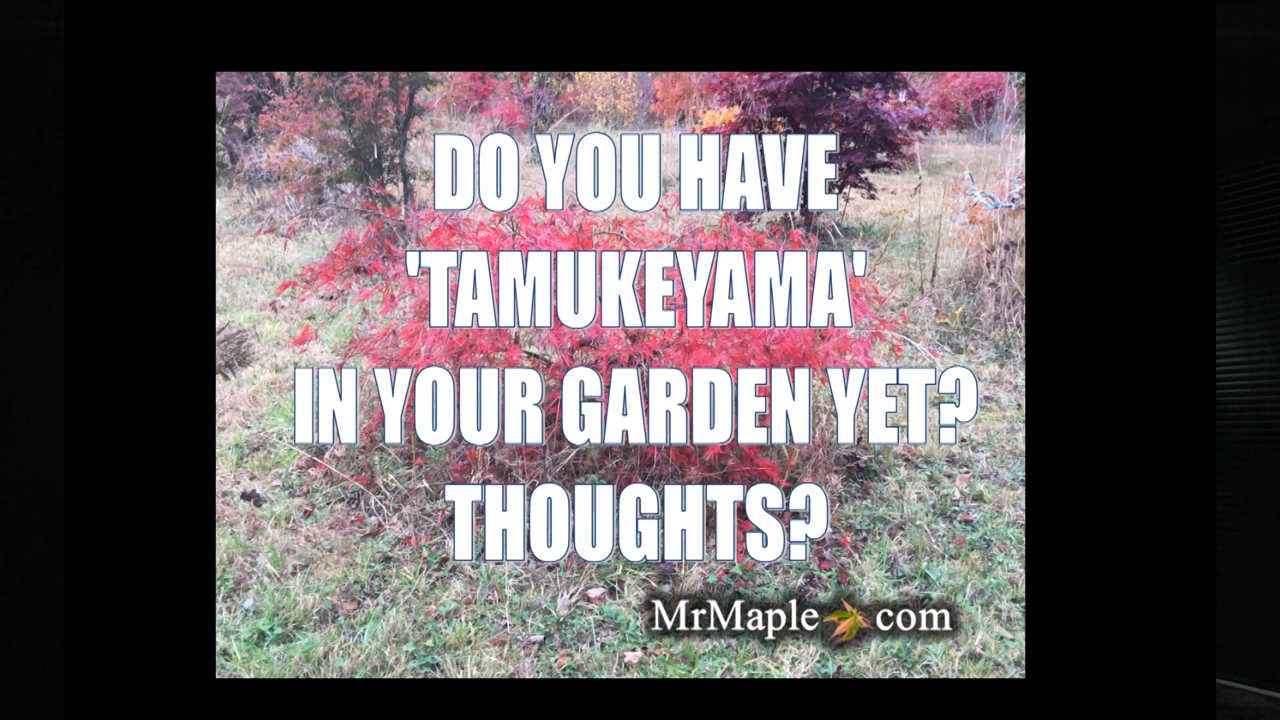 DO YOU HAVE
'TAMUKEYAMA'
IN YOUR GARDEN YET?
THOUGHTS?
MrMaple com